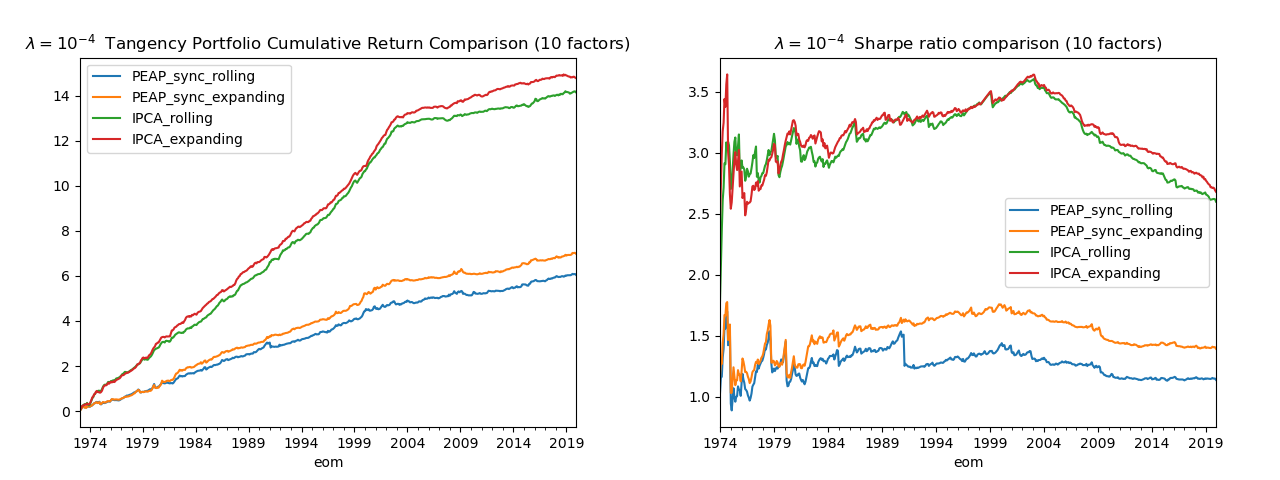 λ = 10⁻⁴ Tangency Portfolio Cumulative Return Comparison (10 factors)
PEAP_sync_rolling
PEAP_sync_expanding
IPCA_rolling
IPCA_expanding
14
12
10
8
6
4
2
0
1974 1979 1984 1989 1994 1999 2004 2009 2014 2019
eom
λ = 10⁻⁴ Sharpe ratio comparison (10 factors)
3.5
3.0
2.5
2.0
1.5
1.0
PEAP_sync_rolling
PEAP_sync_expanding
IPCA_rolling
IPCA_expanding
1974 1979 1984 1989 1994 1999 2004 2009 2014 2019
eom